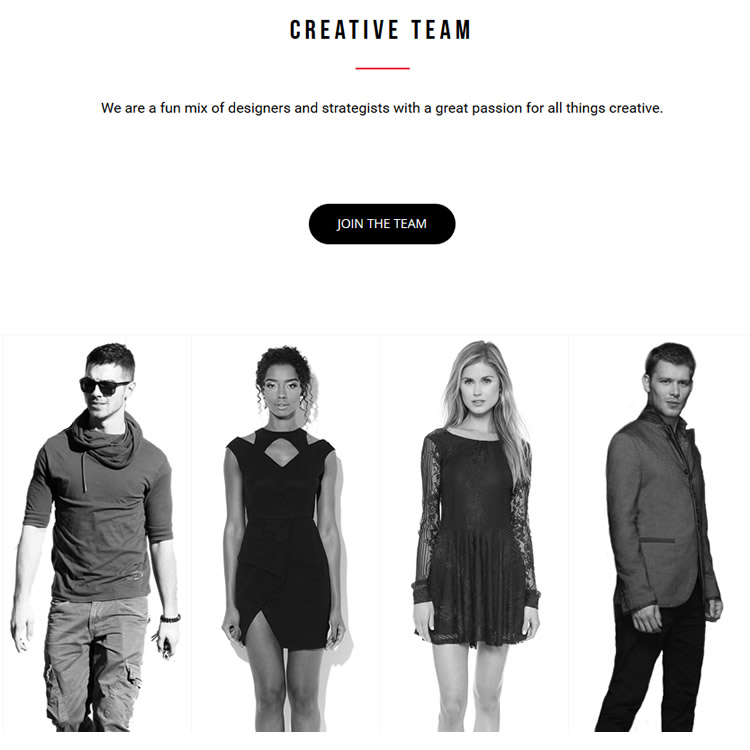 CREATIVE TEAM
We are a fun mix of designers and strategists with a great passion for all things creative.
JOIN THE TEAM